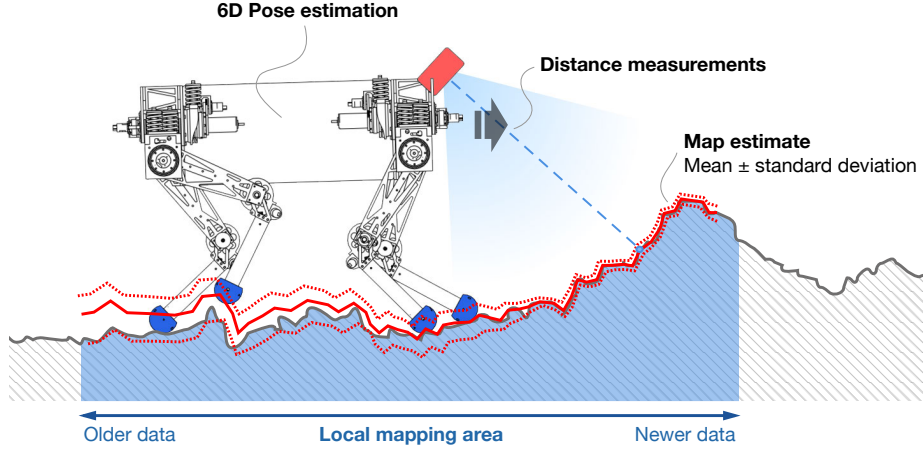 6D Pose estimation
Distance measurements
Map estimate
Mean ± standard deviation
Older data
Local mapping area
Newer data